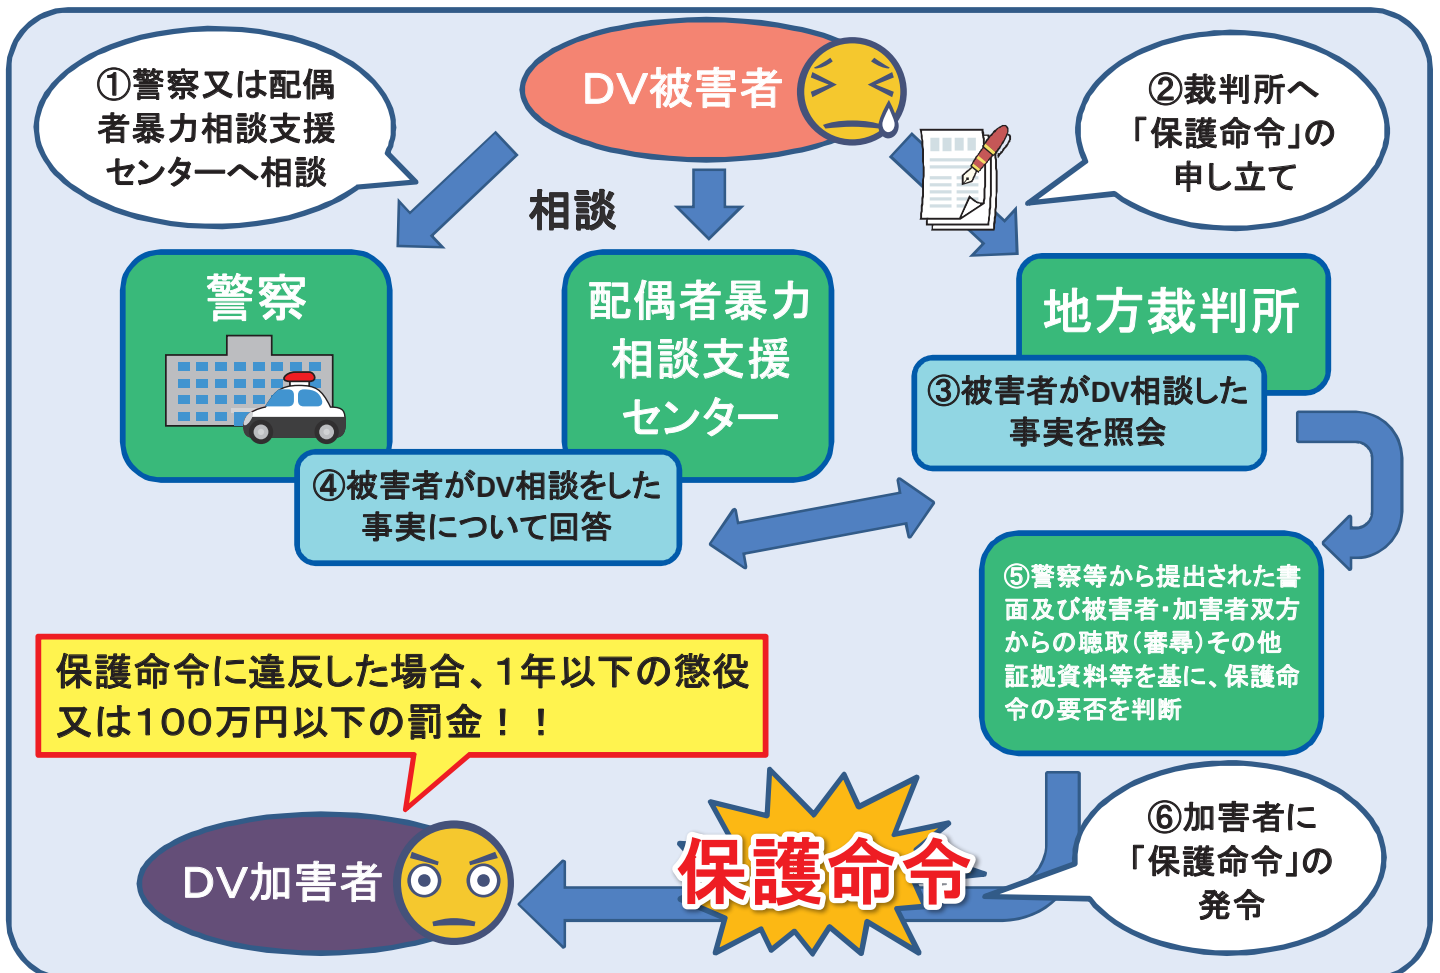 DV被害者
①警察又は配偶
者暴力相談支援
センターへ相談
②裁判所へ
「保護命令」の
申し立て
相談
警察
配偶者暴力
相談支援
センター
地方裁判所
③被害者がDV相談した
事実を照会
④被害者がDV相談をした
事実について回答
⑤警察等から提出された書
面及び被害者・加害者双方
からの聴取（審尋）その他
証拠資料等を基に、保護命
令の要否を判断
保護命令に違反した場合、１年以下の懲役
又は１００万円以下の罰金！！
保護命令
⑥加害者に
「保護命令」の
発令
DV加害者